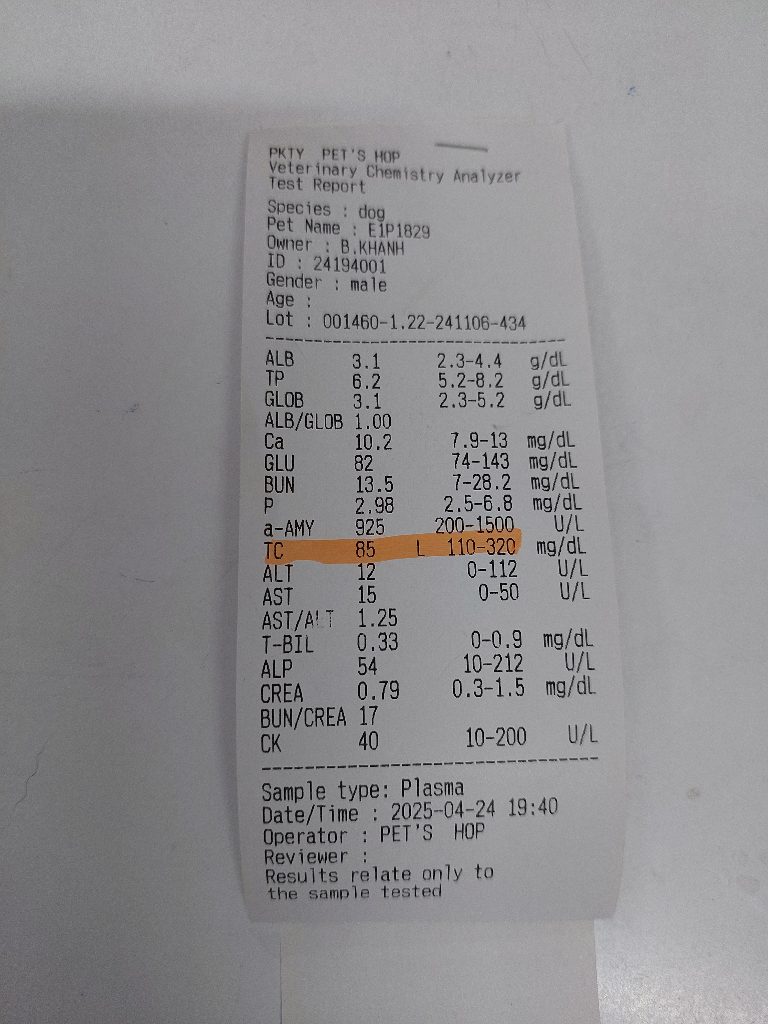 PKTY PET'S HOP
Veterinary Chemistry Analyzer
Test Report
Species : dog
Pet Name : E1P1829
Owner : B.KHANH
ID : 24194001
Gender : male
Age :
Lot : 001460-1.22-241106-434
ALB 3.1 2.3-4.4 g/dL
TP 6.2 5.2-8.2 g/dL
GLOB 3.1 2.3-5.2 g/dL
ALB/GLOB 1.00
Ca 10.2 7.9-13 mg/dL
GLU 82 74-143 mg/dL
BUN 13.5 7-28.2 mg/dL
P 2.98 2.5-6.8 mg/dL
a-AMY 925 200-1500 U/L
TC 85 L 110-320 mg/dL
ALT 12 0-112 U/L
AST 15 0-50 U/L
AST/ALT 1.25
T-BIL 0.33 0-0.9 mg/dL
ALP 54 10-212 U/L
CREA 0.79 0.3-1.5 mg/dL
BUN/CREA 17
CK 40 10-200 U/L
Sample type: Plasma
Date/Time : 2025-04-24 19:40
Operator : PET'S HOP
Reviewer :
Results relate only to
the sample tested